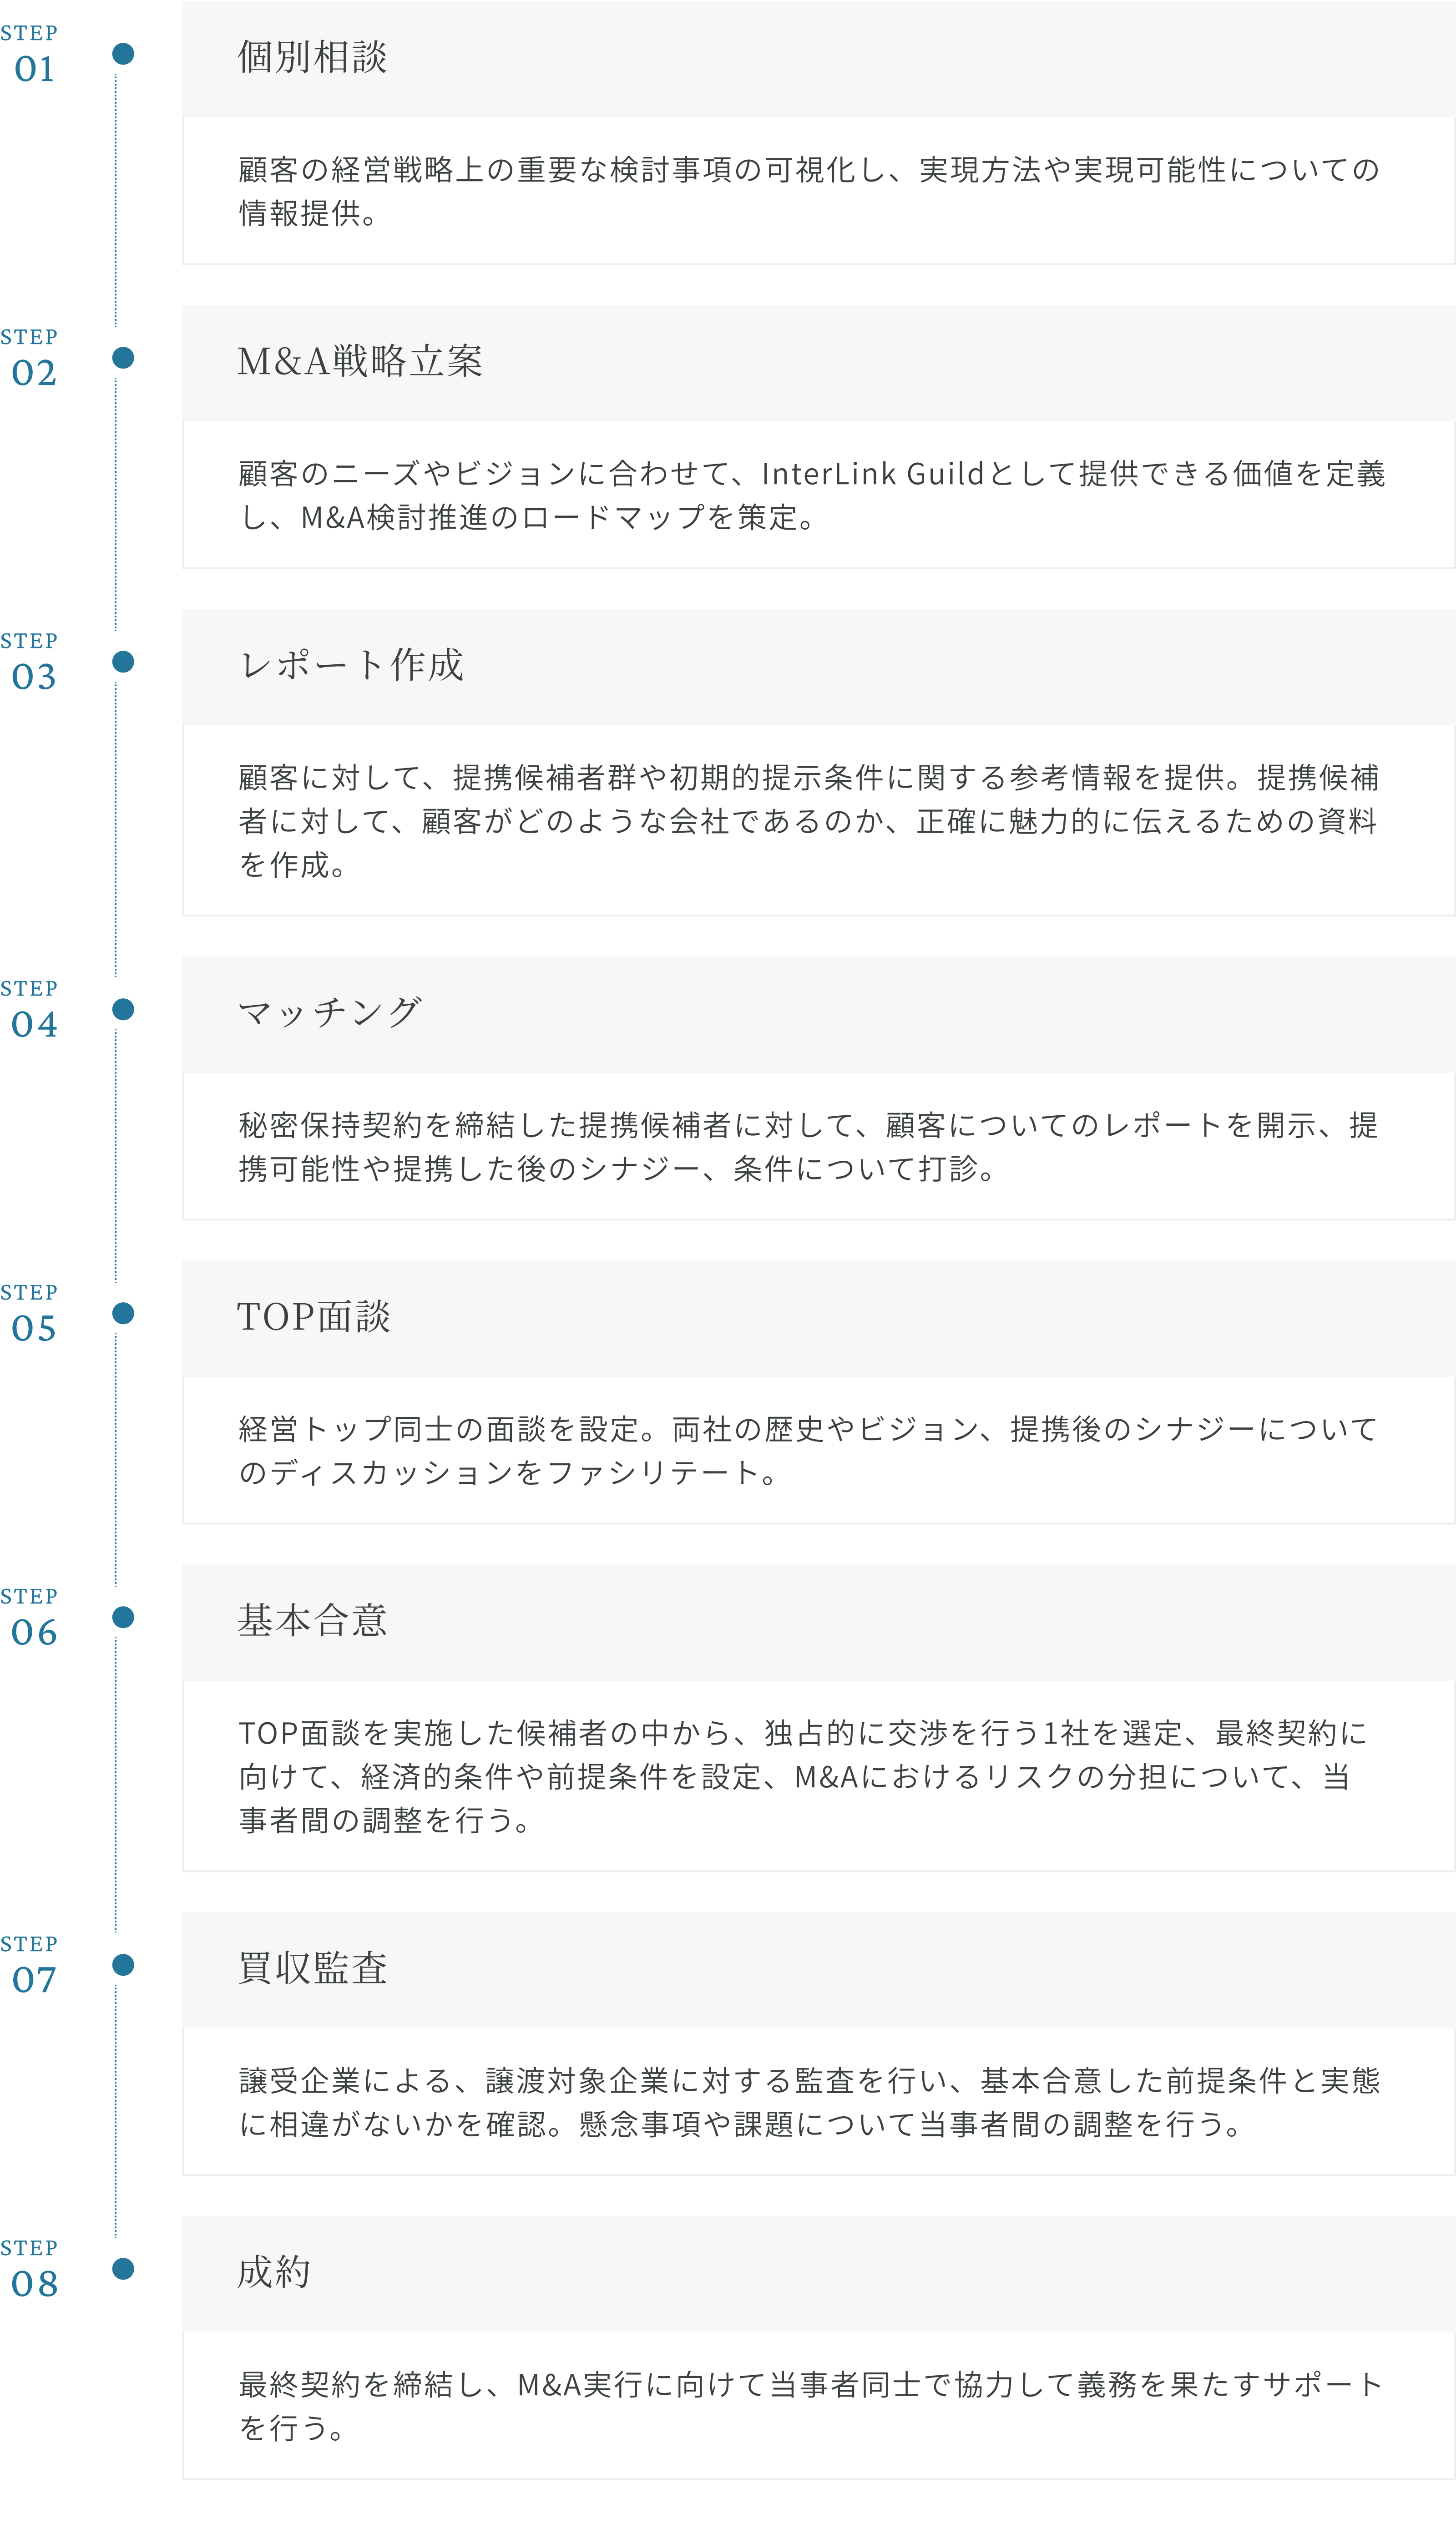 STEP
01
個別相談
顧客の経営戦略上の重要な検討事項の可視化し、実現方法や実現可能性についての
情報提供。
STEP
02
M&A戦略立案
顧客のニーズやビジョンに合わせて、InterLink Guildとして提供できる価値を定義
し、M&A検討推進のロードマップを策定。
STEP
03
レポート作成
顧客に対して、提携候補者群や初期的提示条件に関する参考情報を提供。提携候補
者に対して、顧客がどのような会社であるのか、正確に魅力的に伝えるための資料
を作成。
STEP
04
マッチング
秘密保持契約を締結した提携候補者に対して、顧客についてのレポートを開示、提
携可能性や提携した後のシナジー、条件について打診。
STEP
05
TOP面談
経営トップ同士の面談を設定。両社の歴史やビジョン、提携後のシナジーについて
のディスカッションをファシリテート。
STEP
06
基本合意
TOP面談を実施した候補者の中から、独占的に交渉を行う1社を選定、最終契約に
向けて、経済的条件や前提条件を設定、M&Aにおけるリスクの分担について、当
事者間の調整を行う。
STEP
07
買収監査
譲受企業による、譲渡対象企業に対する監査を行い、基本合意した前提条件と実態
に相違がないかを確認。懸念事項や課題について当事者間の調整を行う。
STEP
08
成約
最終契約を締結し、M&A実行に向けて当事者同士で協力して義務を果たすサポート
を行う。